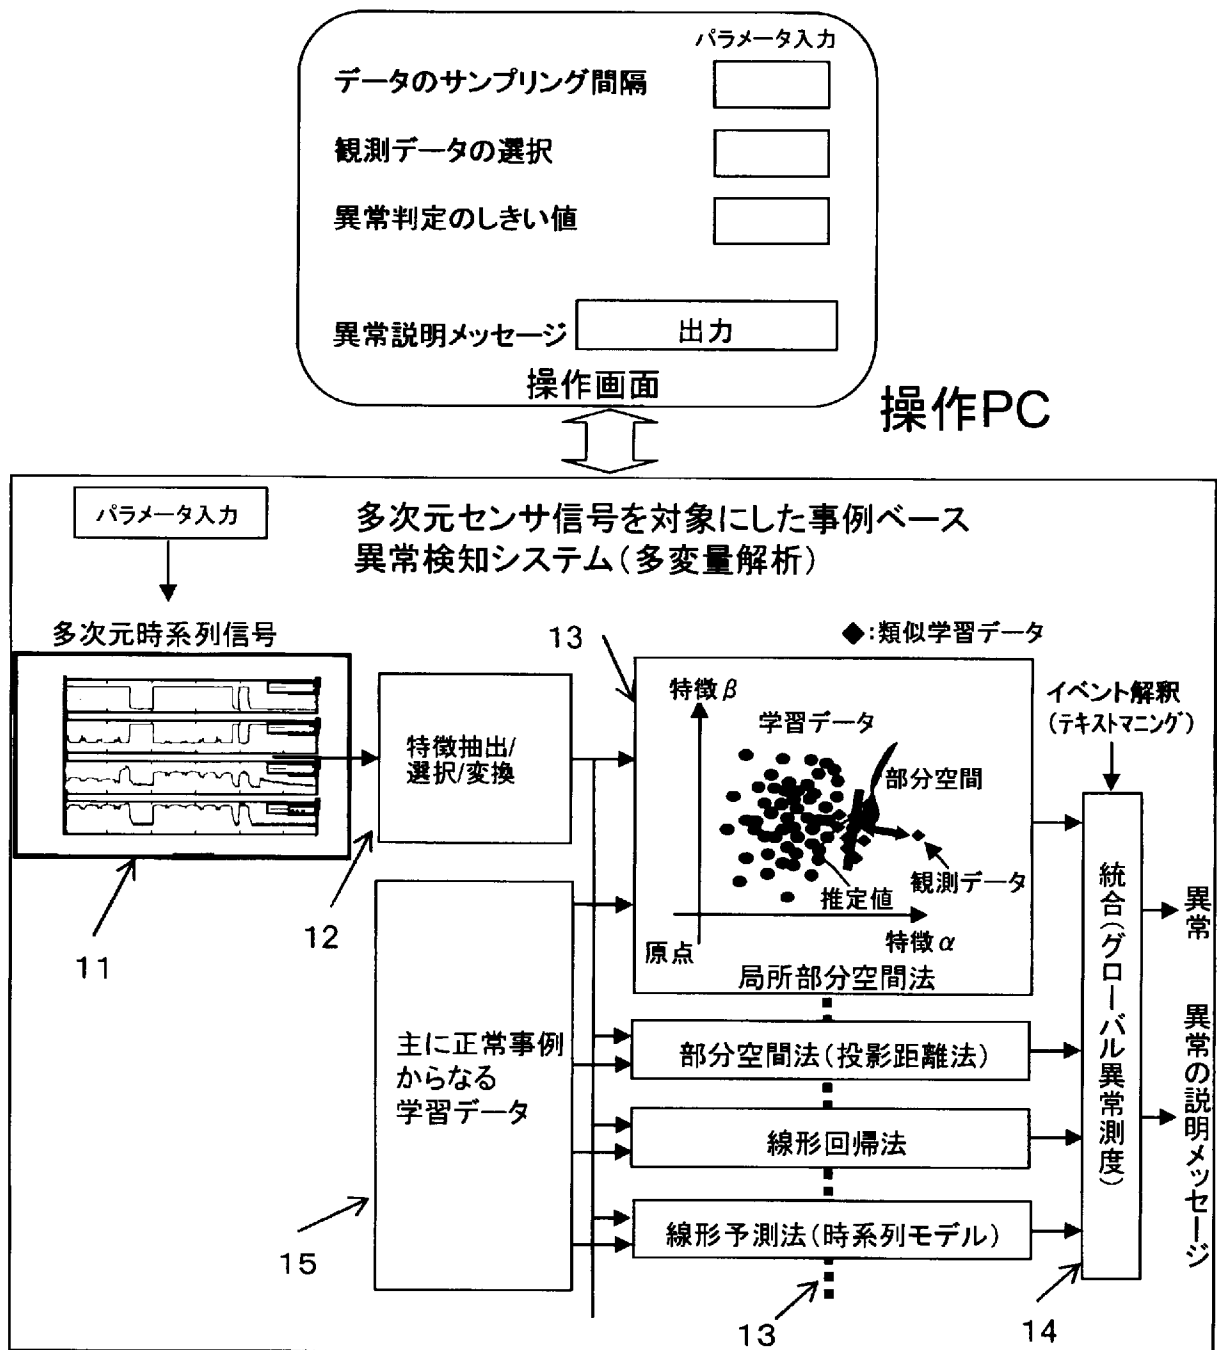 パラメータ入力
データのサンプリング間隔
観測データの選択
異常判定のしきい値
異常説明メッセージ
出力
操作画面
操作PC
パラメータ入力
多次元センサ信号を対象にした事例ベース
異常検知システム(多変量解析)
多次元時系列信号
13
◆:類似学習データ
特徴抽出/
選択/変換
特徴β
学習データ
部分空間
観測データ
推定値
特徴α
原点
局所部分空間法
イベント解釈
(テキストマニング)
11
12
主に正常事例
からなる
学習データ
部分空間法(投影距離法)
線形回帰法
線形予測法(時系列モデル)
統合(グローバル異常測度)
異常
異常の説明メッセージ
15
13
14